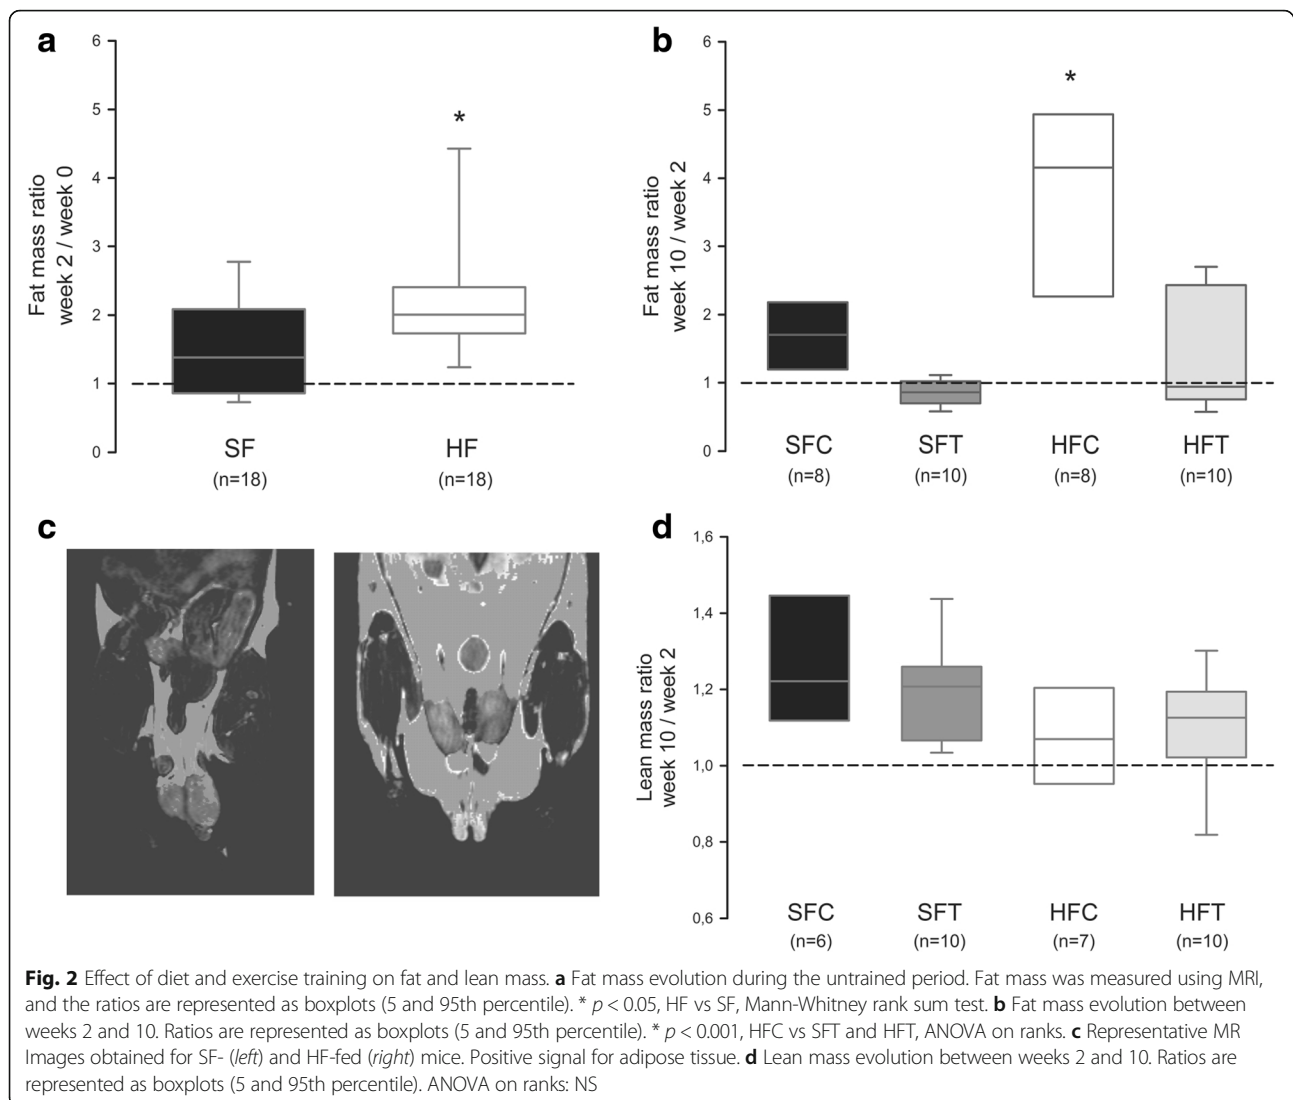 a
6
5
4
3
2
1
0
Fat mass ratio
week 2 / week 0
*
SF
HF
(n=18)
(n=18)
b
6
5
4
3
2
1
0
Fat mass ratio
week 10 / week 2
*
SFC
SFT
HFC
HFT
(n=8)
(n=10)
(n=8)
(n=10)
c
d
1,6
1,4
1,2
1,0
0,8
0,6
Lean mass ratio
week 10 / week 2
SFC
SFT
HFC
HFT
(n=6)
(n=10)
(n=7)
(n=10)
Fig. 2 Effect of diet and exercise training on fat and lean mass. a Fat mass evolution during the untrained period. Fat mass was measured using MRI,
and the ratios are represented as boxplots (5 and 95th percentile). * p < 0.05, HF vs SF, Mann-Whitney rank sum test. b Fat mass evolution between
weeks 2 and 10. Ratios are represented as boxplots (5 and 95th percentile). * p < 0.001, HFC vs SFT and HFT, ANOVA on ranks. c Representative MR
Images obtained for SF- (left) and HF-fed (right) mice. Positive signal for adipose tissue. d Lean mass evolution between weeks 2 and 10. Ratios are
represented as boxplots (5 and 95th percentile). ANOVA on ranks: NS